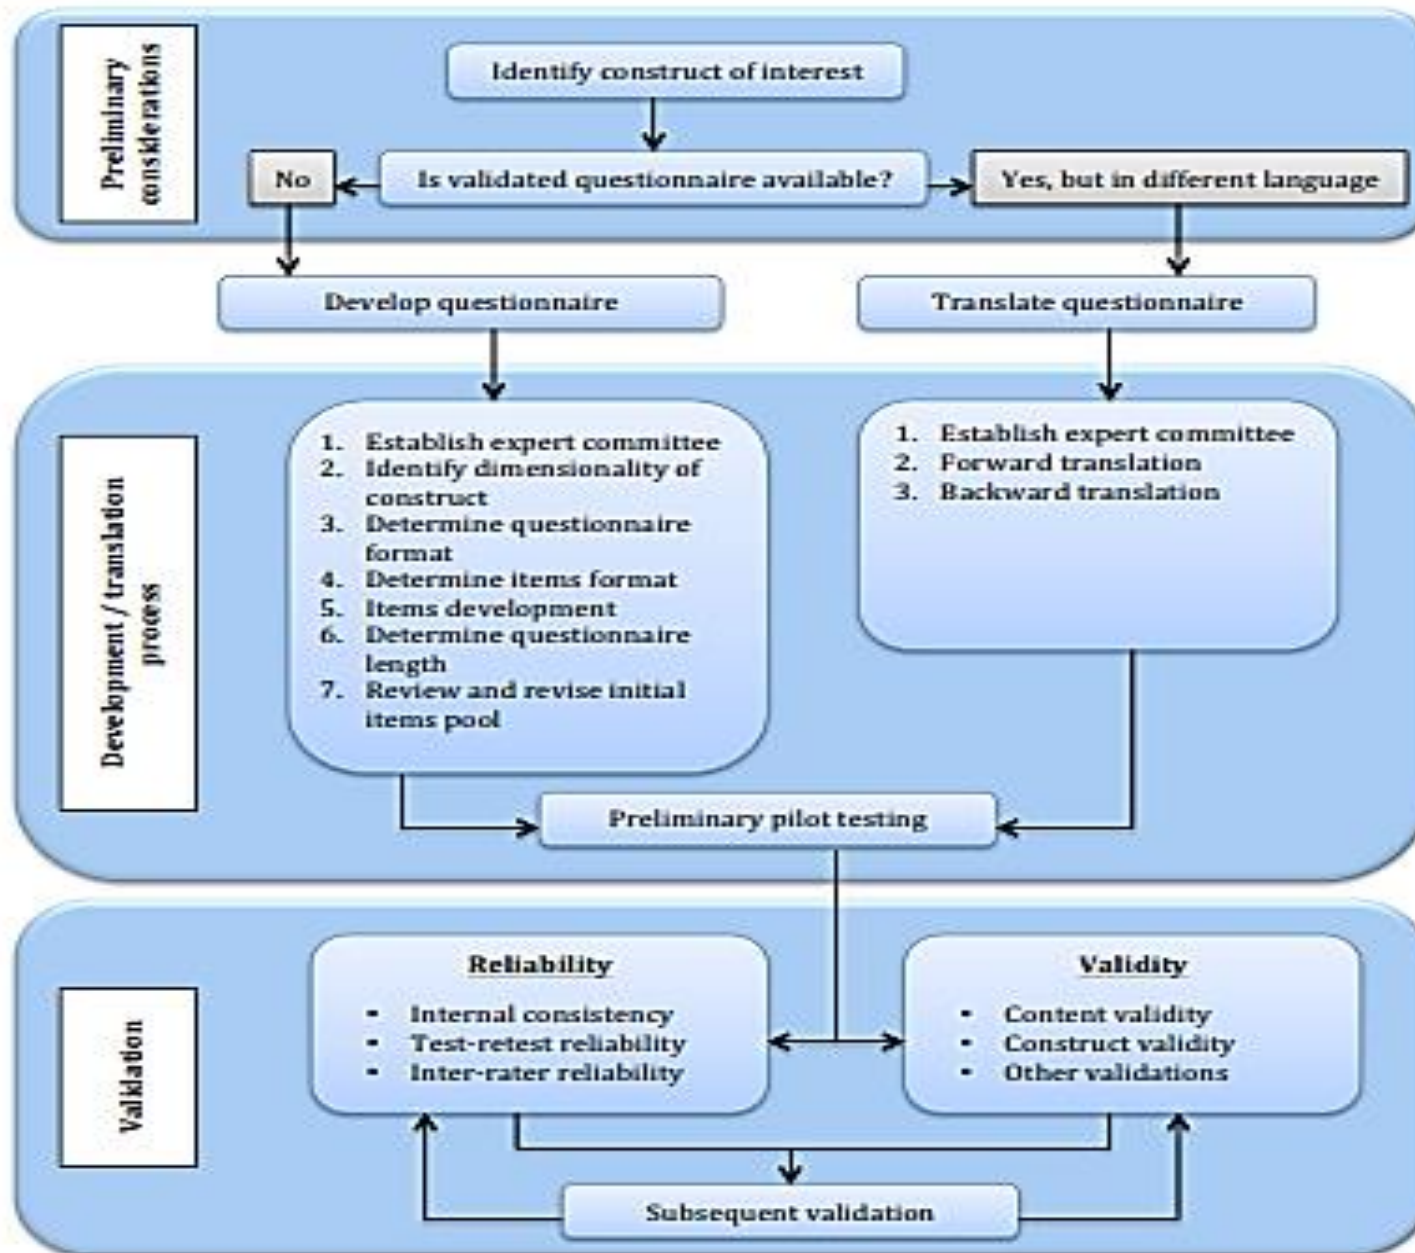 Preliminary
considerations
Identify construct of interest
Is validated questionnaire available?
No
Yes, but in different language
Develop questionnaire
Translate questionnaire
Development / translation
process
1. Establish expert committee
2. Identify dimensionality of
construct
3. Determine questionnaire
format
4. Determine items format
5. Items development
6. Determine questionnaire
length
7. Review and revise initial
items pool
1. Establish expert committee
2. Forward translation
3. Backward translation
Preliminary pilot testing
Validation
Reliability
▪ Internal consistency
▪ Test-retest reliability
▪ Inter-rater reliability
Validity
▪ Content validity
▪ Construct validity
▪ Other validations
Subsequent validation